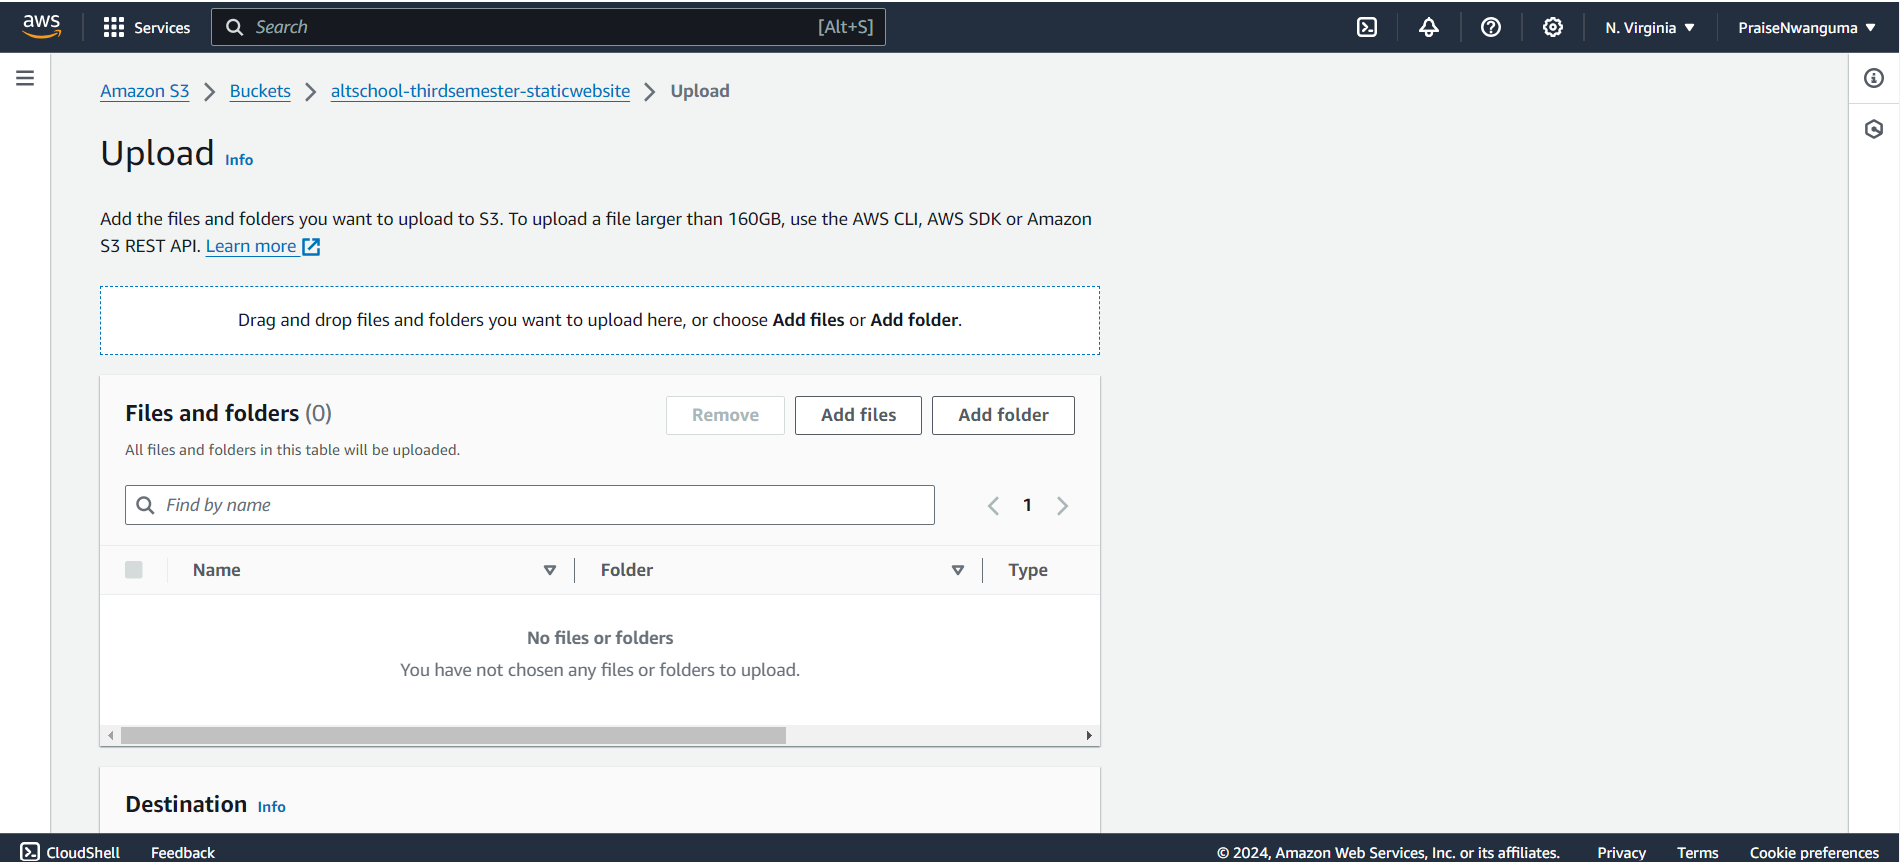 aws Services Search [Alt+S] N. Virginia PraiseNwanguma
Amazon S3 Buckets altschool-thirdsemester-staticwebsite Upload
Upload Info
Add the files and folders you want to upload to S3. To upload a file larger than 160GB, use the AWS CLI, AWS SDK or Amazon
S3 REST API. Learn more
Drag and drop files and folders you want to upload here, or choose Add files or Add folder.
Files and folders (0) Remove Add files Add folder
All files and folders in this table will be uploaded.
Find by name 1
Name Folder Type
No files or folders
You have not chosen any files or folders to upload.
Destination Info
CloudShell Feedback © 2024, Amazon Web Services, Inc. or its affiliates. Privacy Terms Cookie preferences